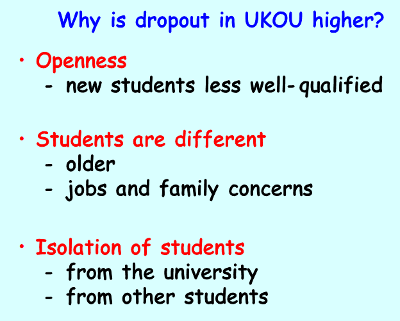 Why is dropout in UKOU higher?
• Openness
- new students less well-qualified
• Students are different
- older
- jobs and family concerns
• Isolation of students
- from the university
- from other students